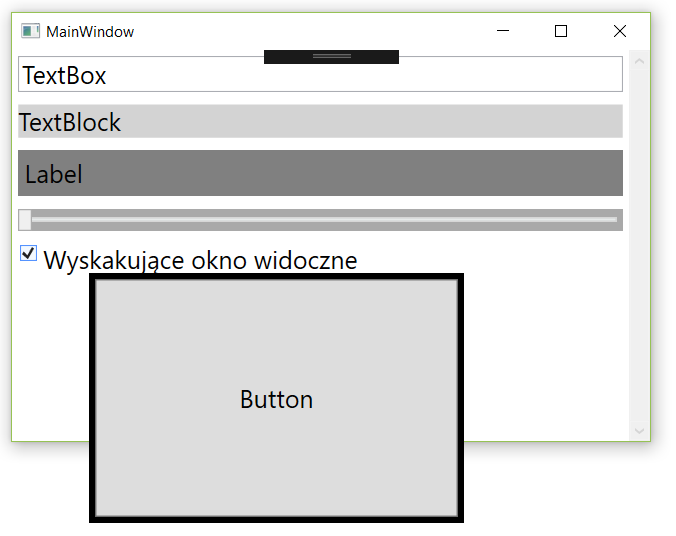 MainWindow
TextBox
TextBlock
Label
Wyskakujące okno widoczne
Button